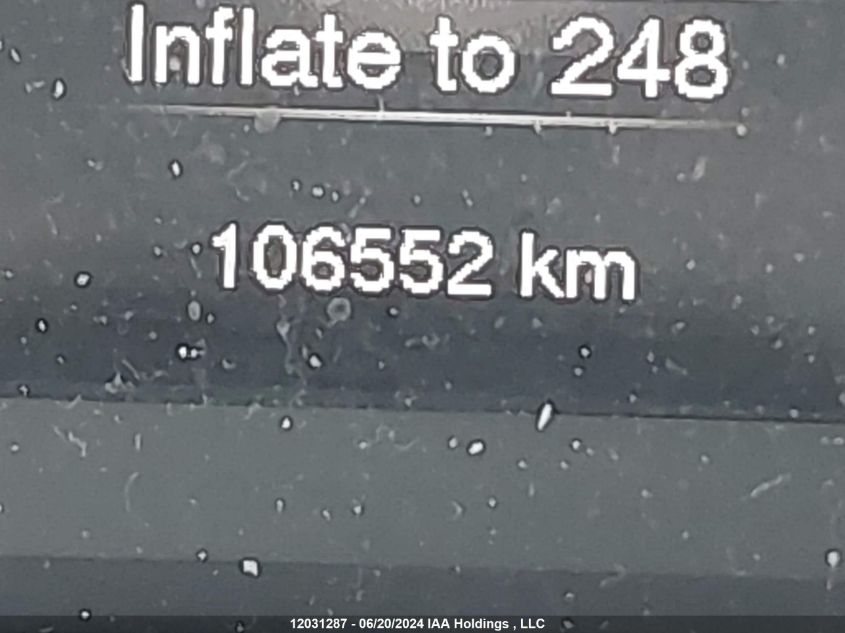 Inflate to 248
106552 km
12031287 - 06/20/2024 IAA Holdings , LLC